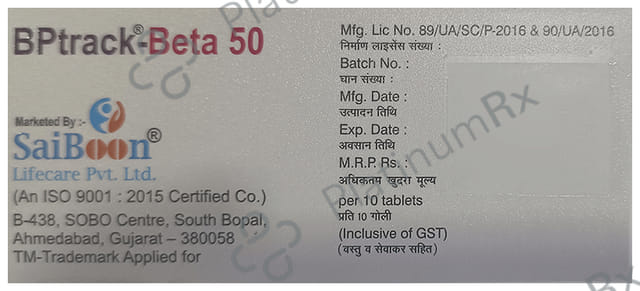 BPtrack®-Beta 50
Marketed By :-
SaiBoon®
Lifecare Pvt. Ltd.
(An ISO 9001 : 2015 Certified Co.)
B-438, SOBO Centre, South Bopal,
Ahmedabad, Gujarat – 380058
TM-Trademark Applied for
Mfg. Lic No. 89/UA/SC/P-2016 & 90/UA/2016
निर्माण लाइसेंस संख्या :
Batch No. :
घान संख्या :
Mfg. Date :
उत्पादन तिथि
Exp. Date :
अवसान तिथि
M.R.P. Rs. :
अधिकतम खुदरा मूल्य
per 10 tablets
प्रति 10 गोली
(Inclusive of GST)
(वस्तु व सेवाकर सहित)
PlatinumRx